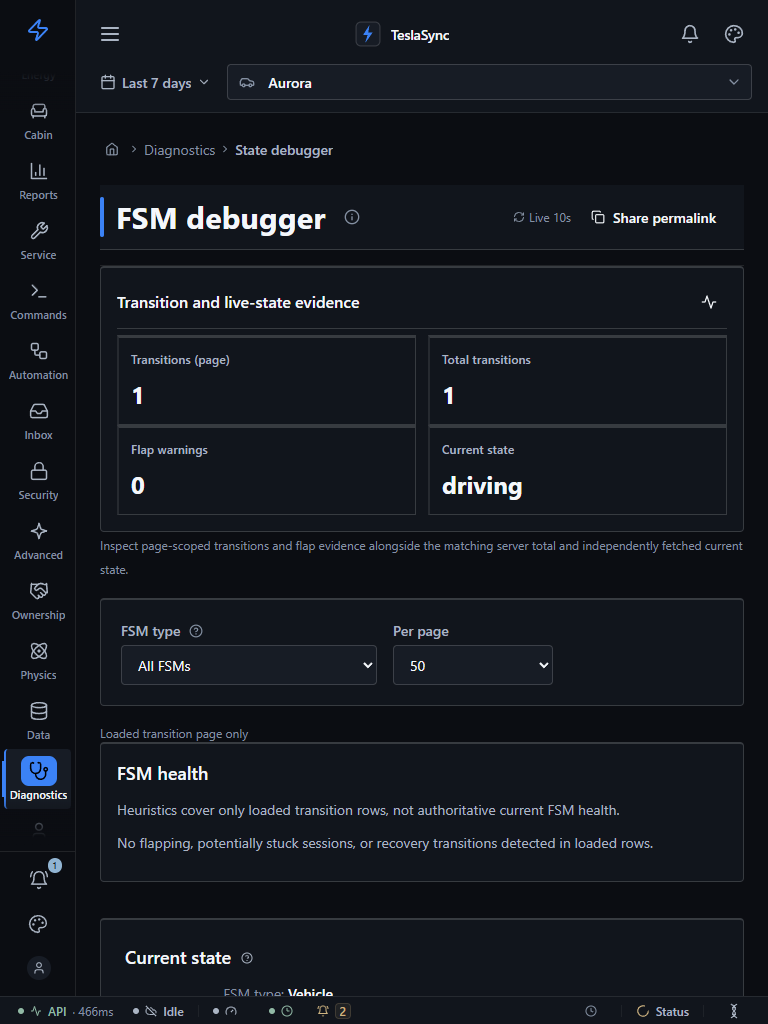 TeslaSync
Last 7 days
Aurora
Energy
Cabin
Reports
Service
Commands
Automation
Inbox
Security
Advanced
Ownership
Physics
Data
Diagnostics
1
Diagnostics
State debugger
FSM debugger
Live 10s
Share permalink
Transition and live-state evidence
Transitions (page)
1
Total transitions
1
Flap warnings
0
Current state
driving
Inspect page-scoped transitions and flap evidence alongside the matching server total and independently fetched current
state.
FSM type
Per page
All FSMs
50
Loaded transition page only
FSM health
Heuristics cover only loaded transition rows, not authoritative current FSM health.
No flapping, potentially stuck sessions, or recovery transitions detected in loaded rows.
Current state
FSM type: Vehicle
API · 466ms
Idle
2
Status